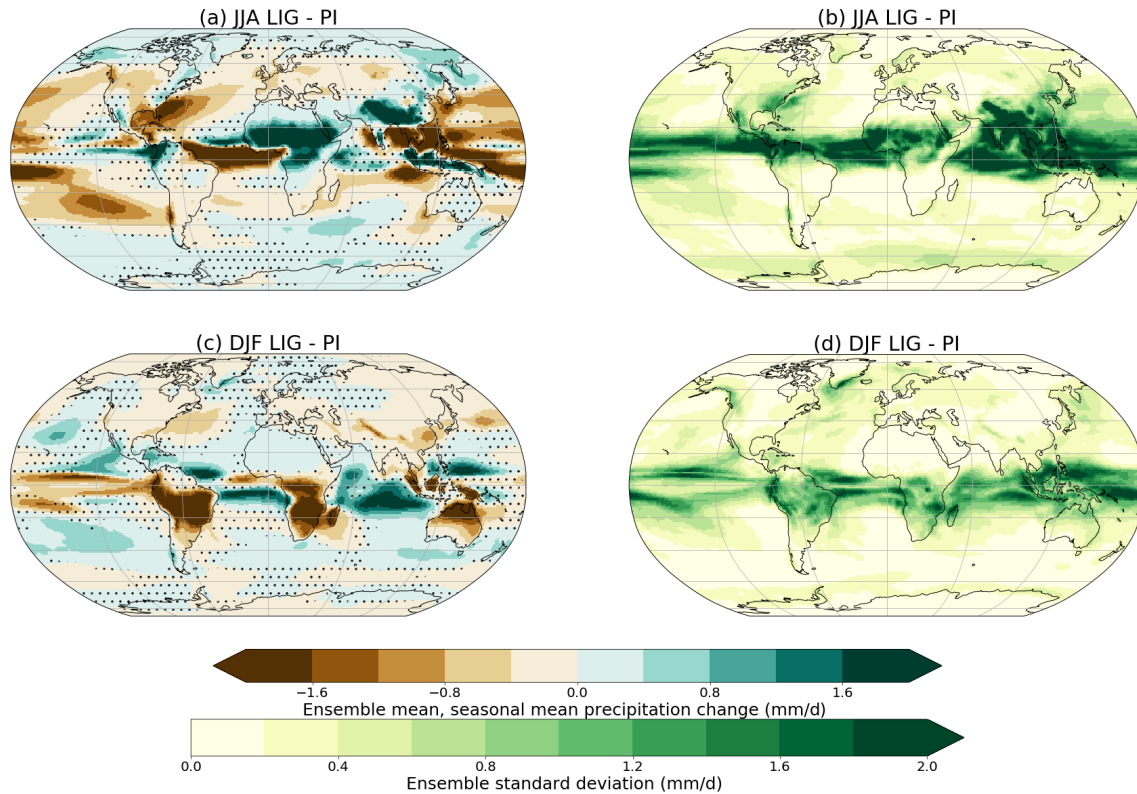 (a) JJA LIG - PI
(b) JJA LIG - PI
(c) DJF LIG - PI
(d) DJF LIG - PI
−1.6 −0.8 0.0 0.8 1.6
Ensemble mean, seasonal mean precipitation change (mm/d)
0.0 0.4 0.8 1.2 1.6 2.0
Ensemble standard deviation (mm/d)